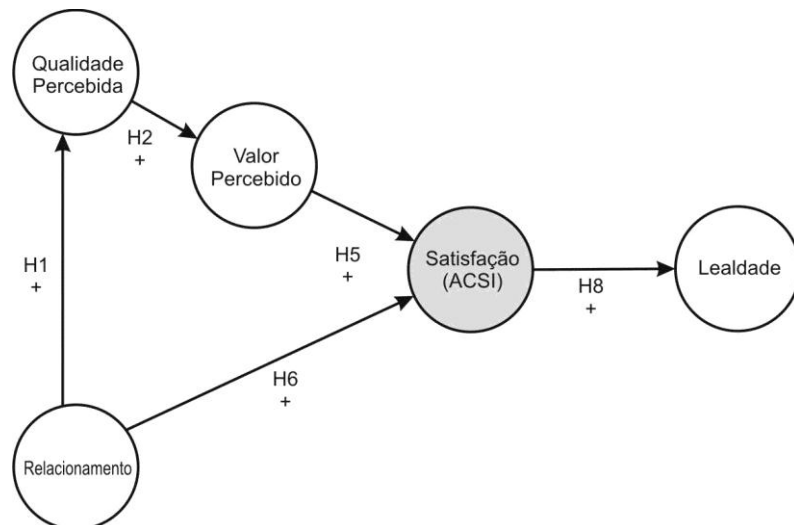 Qualidade
Percebida
H2
+
Valor
Percebido
H1
+
H5
+
Satisfação
(ACSI)
H8
+
Lealdade
H6
+
Relacionamento